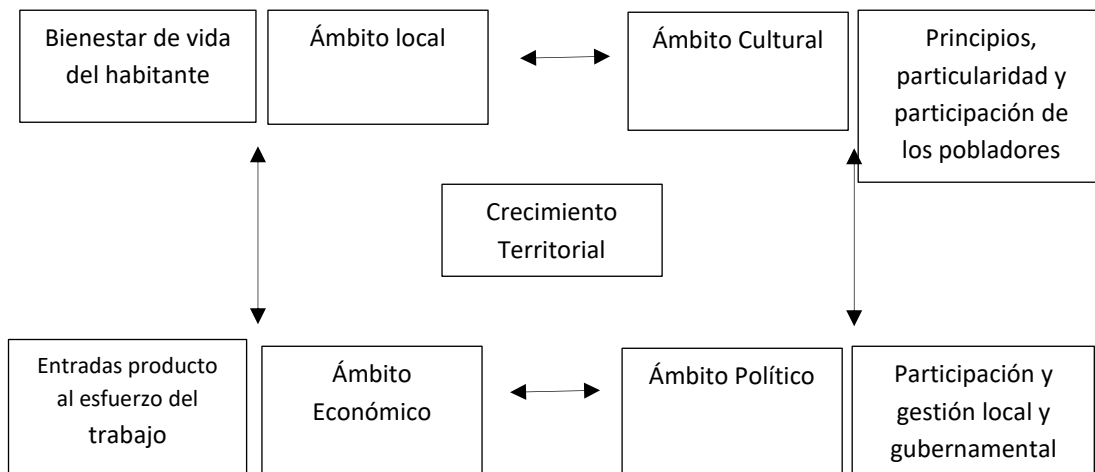 Bienestar de vida
del habitante
Ámbito local
Ámbito Cultural
Principios,
particularidad y
participación de
los pobladores
Crecimiento
Territorial
Entradas producto
al esfuerzo del
trabajo
Ámbito
Económico
Ámbito Político
Participación y
gestión local y
gubernamental